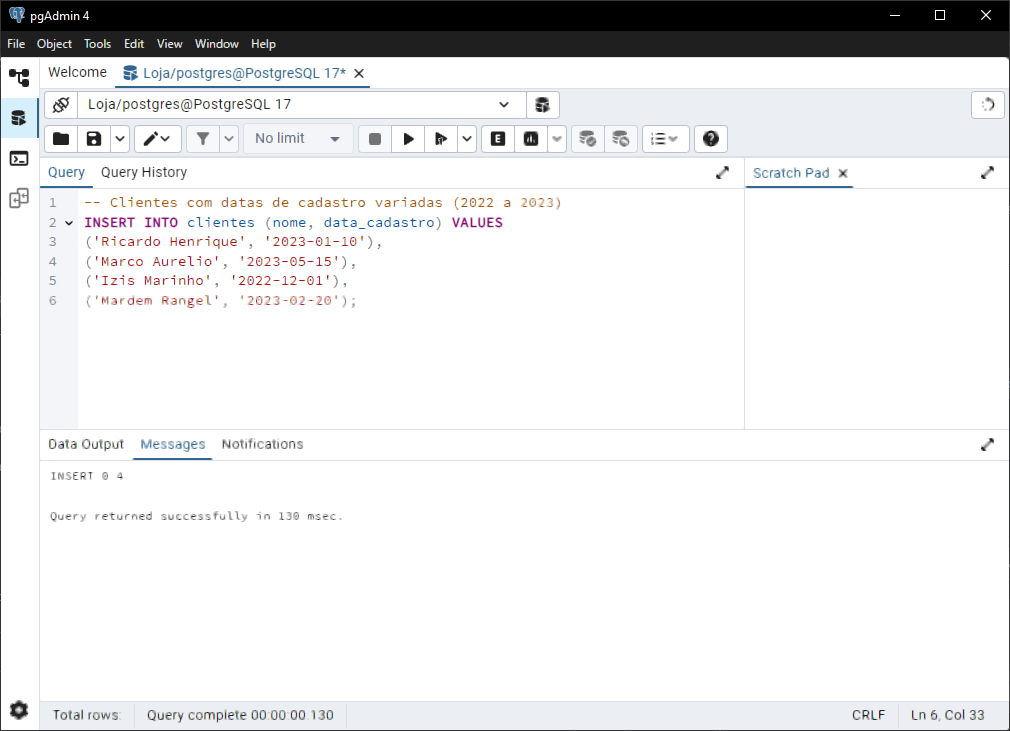 pgAdmin 4
File Object Tools Edit View Window Help
Welcome Loja/postgres@PostgreSQL 17*
Loja/postgres@PostgreSQL 17
No limit E
Query Query History Scratch Pad
1 -- Clientes com datas de cadastro variadas (2022 a 2023)
2 INSERT INTO clientes (nome, data_cadastro) VALUES
3 ('Ricardo Henrique', '2023-01-10'),
4 ('Marco Aurelio', '2023-05-15'),
5 ('Izis Marinho', '2022-12-01'),
6 ('Mardem Rangel', '2023-02-20');
Data Output Messages Notifications
INSERT 0 4
Query returned successfully in 130 msec.
Total rows: Query complete 00:00:00.130 CRLF Ln 6, Col 33